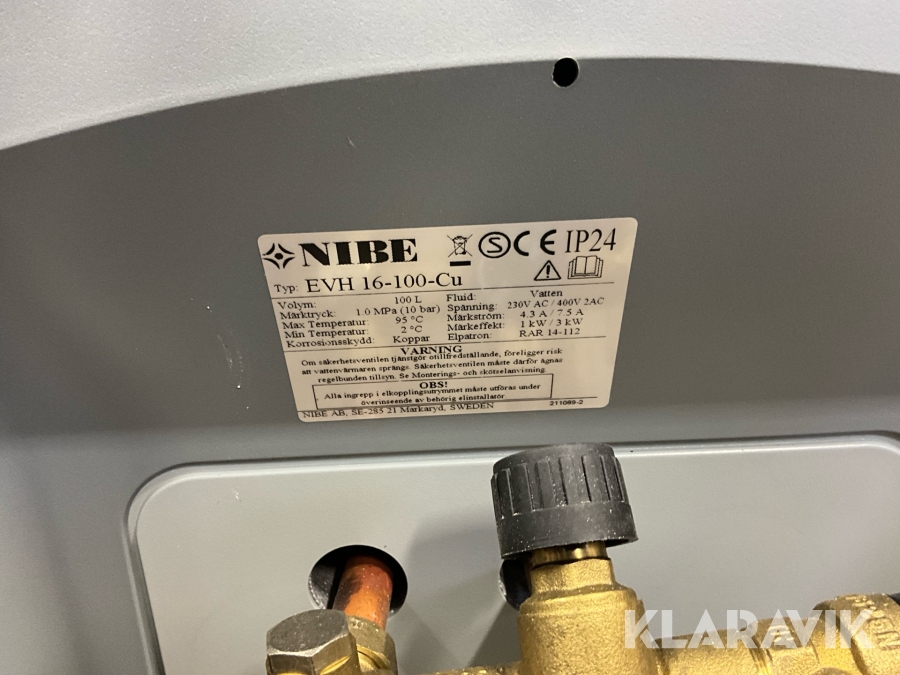 NIBE
S CE IP24
Typ: EVH 16-100-Cu
Volym: 100 L
Märktryck: 1.0 MPa (10 bar)
Max Temperatur: 95 °C
Min Temperatur: 2 °C
Korrosionsskydd: Koppar
Fluid: Vatten
Spänning: 230V AC / 400V 2AC
Märkström: 4.3 A / 7.5 A
Märkeffekt: 1 kW / 3 kW
Elpatron: RAR 14-112
VARNING
Om säkerhetsventilen tjänstgör otillfredställande, föreligger risk
att vattenvärmaren sprängs. Säkerhetsventilen måste därför ägnas
regelbunden tillsyn. Se Monterings- och skötselanvisning.
OBS!
Alla ingrepp i elkopplingsutrymmet måste utföras under
överinseende av behörig elinstallatör.
NIBE AB, SE-285 21 Markaryd, SWEDEN
211089-2
KLARAVIK